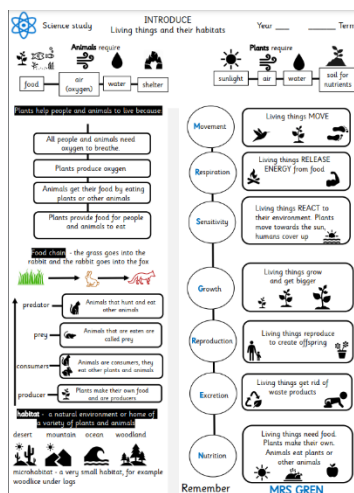 Science study
INTRODUCE
Living things and their habitats
Year ___ ______ Term
Animals require
food
air
(oxygen)
water
shelter
Plants require
sunlight
air
water
soil for
nutrients
Plants help people and animals to live because:
All people and animals need
oxygen to breathe.
Plants produce oxygen
Animals get their food by eating
plants or other animals
Plants provide food for people
and animals to eat
Food chain - the grass goes into the
rabbit and the rabbit goes into the fox
predator
Animals that hunt and eat
other animals
prey
Animals that are eaten are
called prey
consumers
Animals are consumers, they
eat other plants and animals
producer
Plants make their own food
and are producers
habitat - a natural environment or home of
a variety of plants and animals
desert mountain ocean woodland
microhabitat - a very small habitat, for example
woodlice under logs
Movement
Living things MOVE
Respiration
Living things RELEASE
ENERGY from food
Sensitivity
Living things REACT to
their environment. Plants
move towards the sun,
humans cover up
Growth
Living things grow
and get bigger
Reproduction
Living things reproduce
to create offspring
Excretion
Living things get rid of
waste products
Nutrition
Living things need food.
Plants make their own.
Animals eat plants or
other animals
Remember MRS GREN